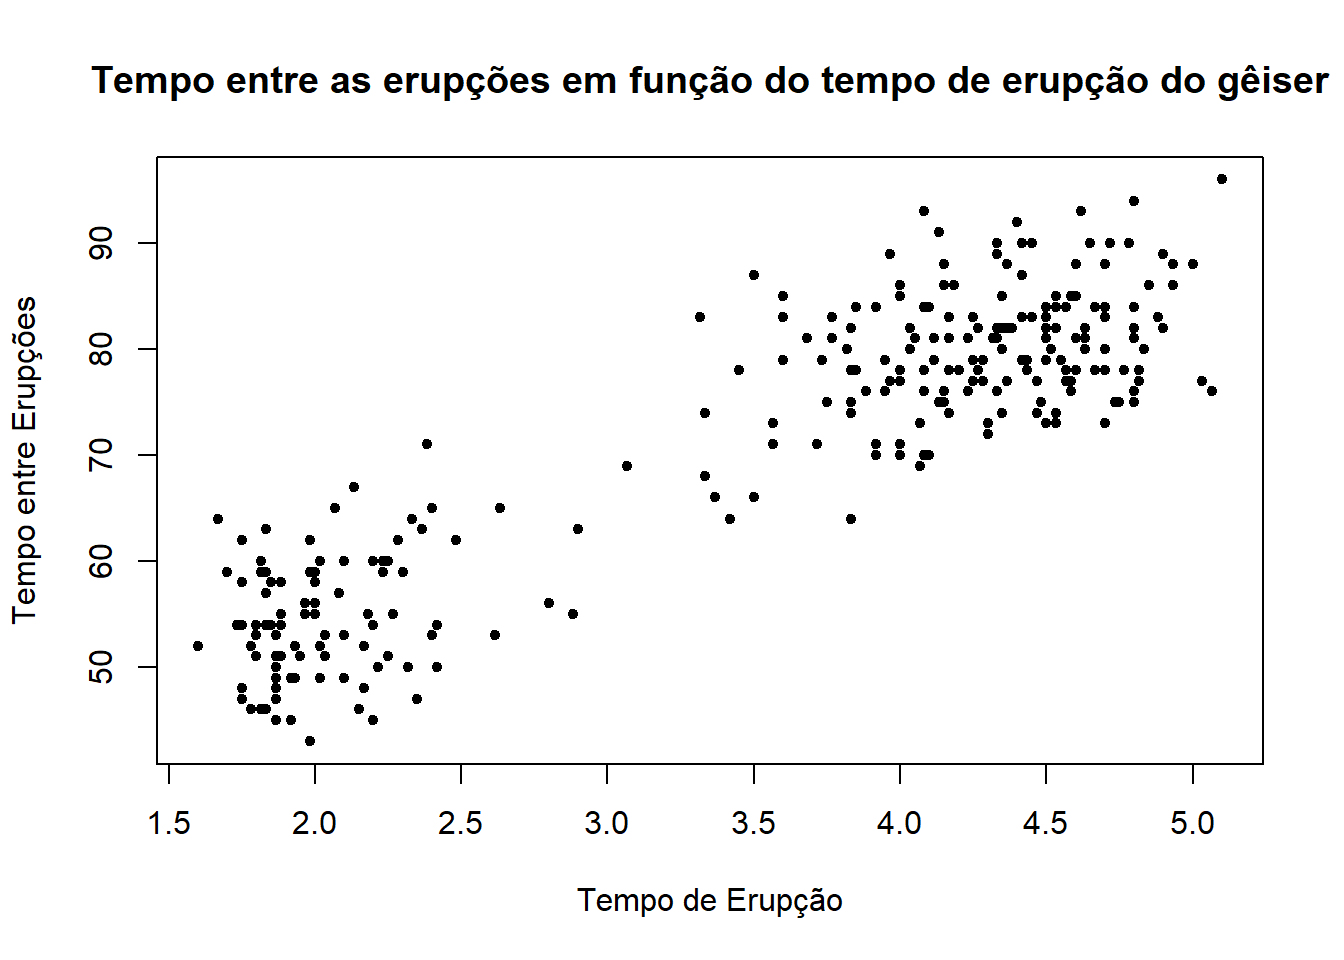 Tempo entre as erupções em função do tempo de erupção do gêiser
Tempo entre Erupções
90
80
70
60
50
1.5 2.0 2.5 3.0 3.5 4.0 4.5 5.0
Tempo de Erupção